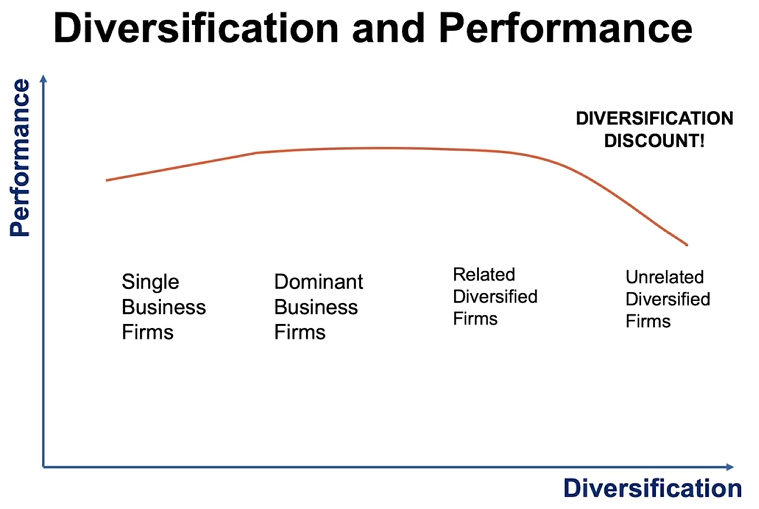 Diversification and Performance
Performance
DIVERSIFICATION
DISCOUNT!
Single
Business
Firms
Dominant
Business
Firms
Related
Diversified
Firms
Unrelated
Diversified
Firms
Diversification